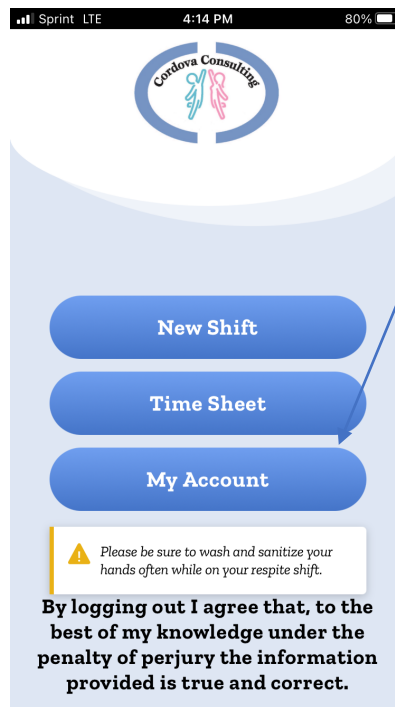 Sprint LTE 4:14 PM 80%
Cordova Consulting
New Shift
Time Sheet
My Account
Please be sure to wash and sanitize your
hands often while on your respite shift.
By logging out I agree that, to the
best of my knowledge under the
penalty of perjury the information
provided is true and correct.